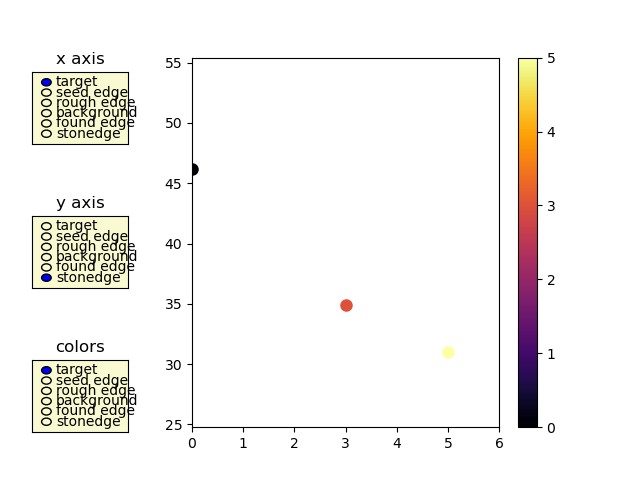 x axis
target
seed edge
rough edge
background
found edge
stonedge
y axis
target
seed edge
rough edge
background
found edge
stonedge
colors
target
seed edge
rough edge
background
found edge
stonedge
55
50
45
40
35
30
25
0 1 2 3 4 5 6
5
4
3
2
1
0